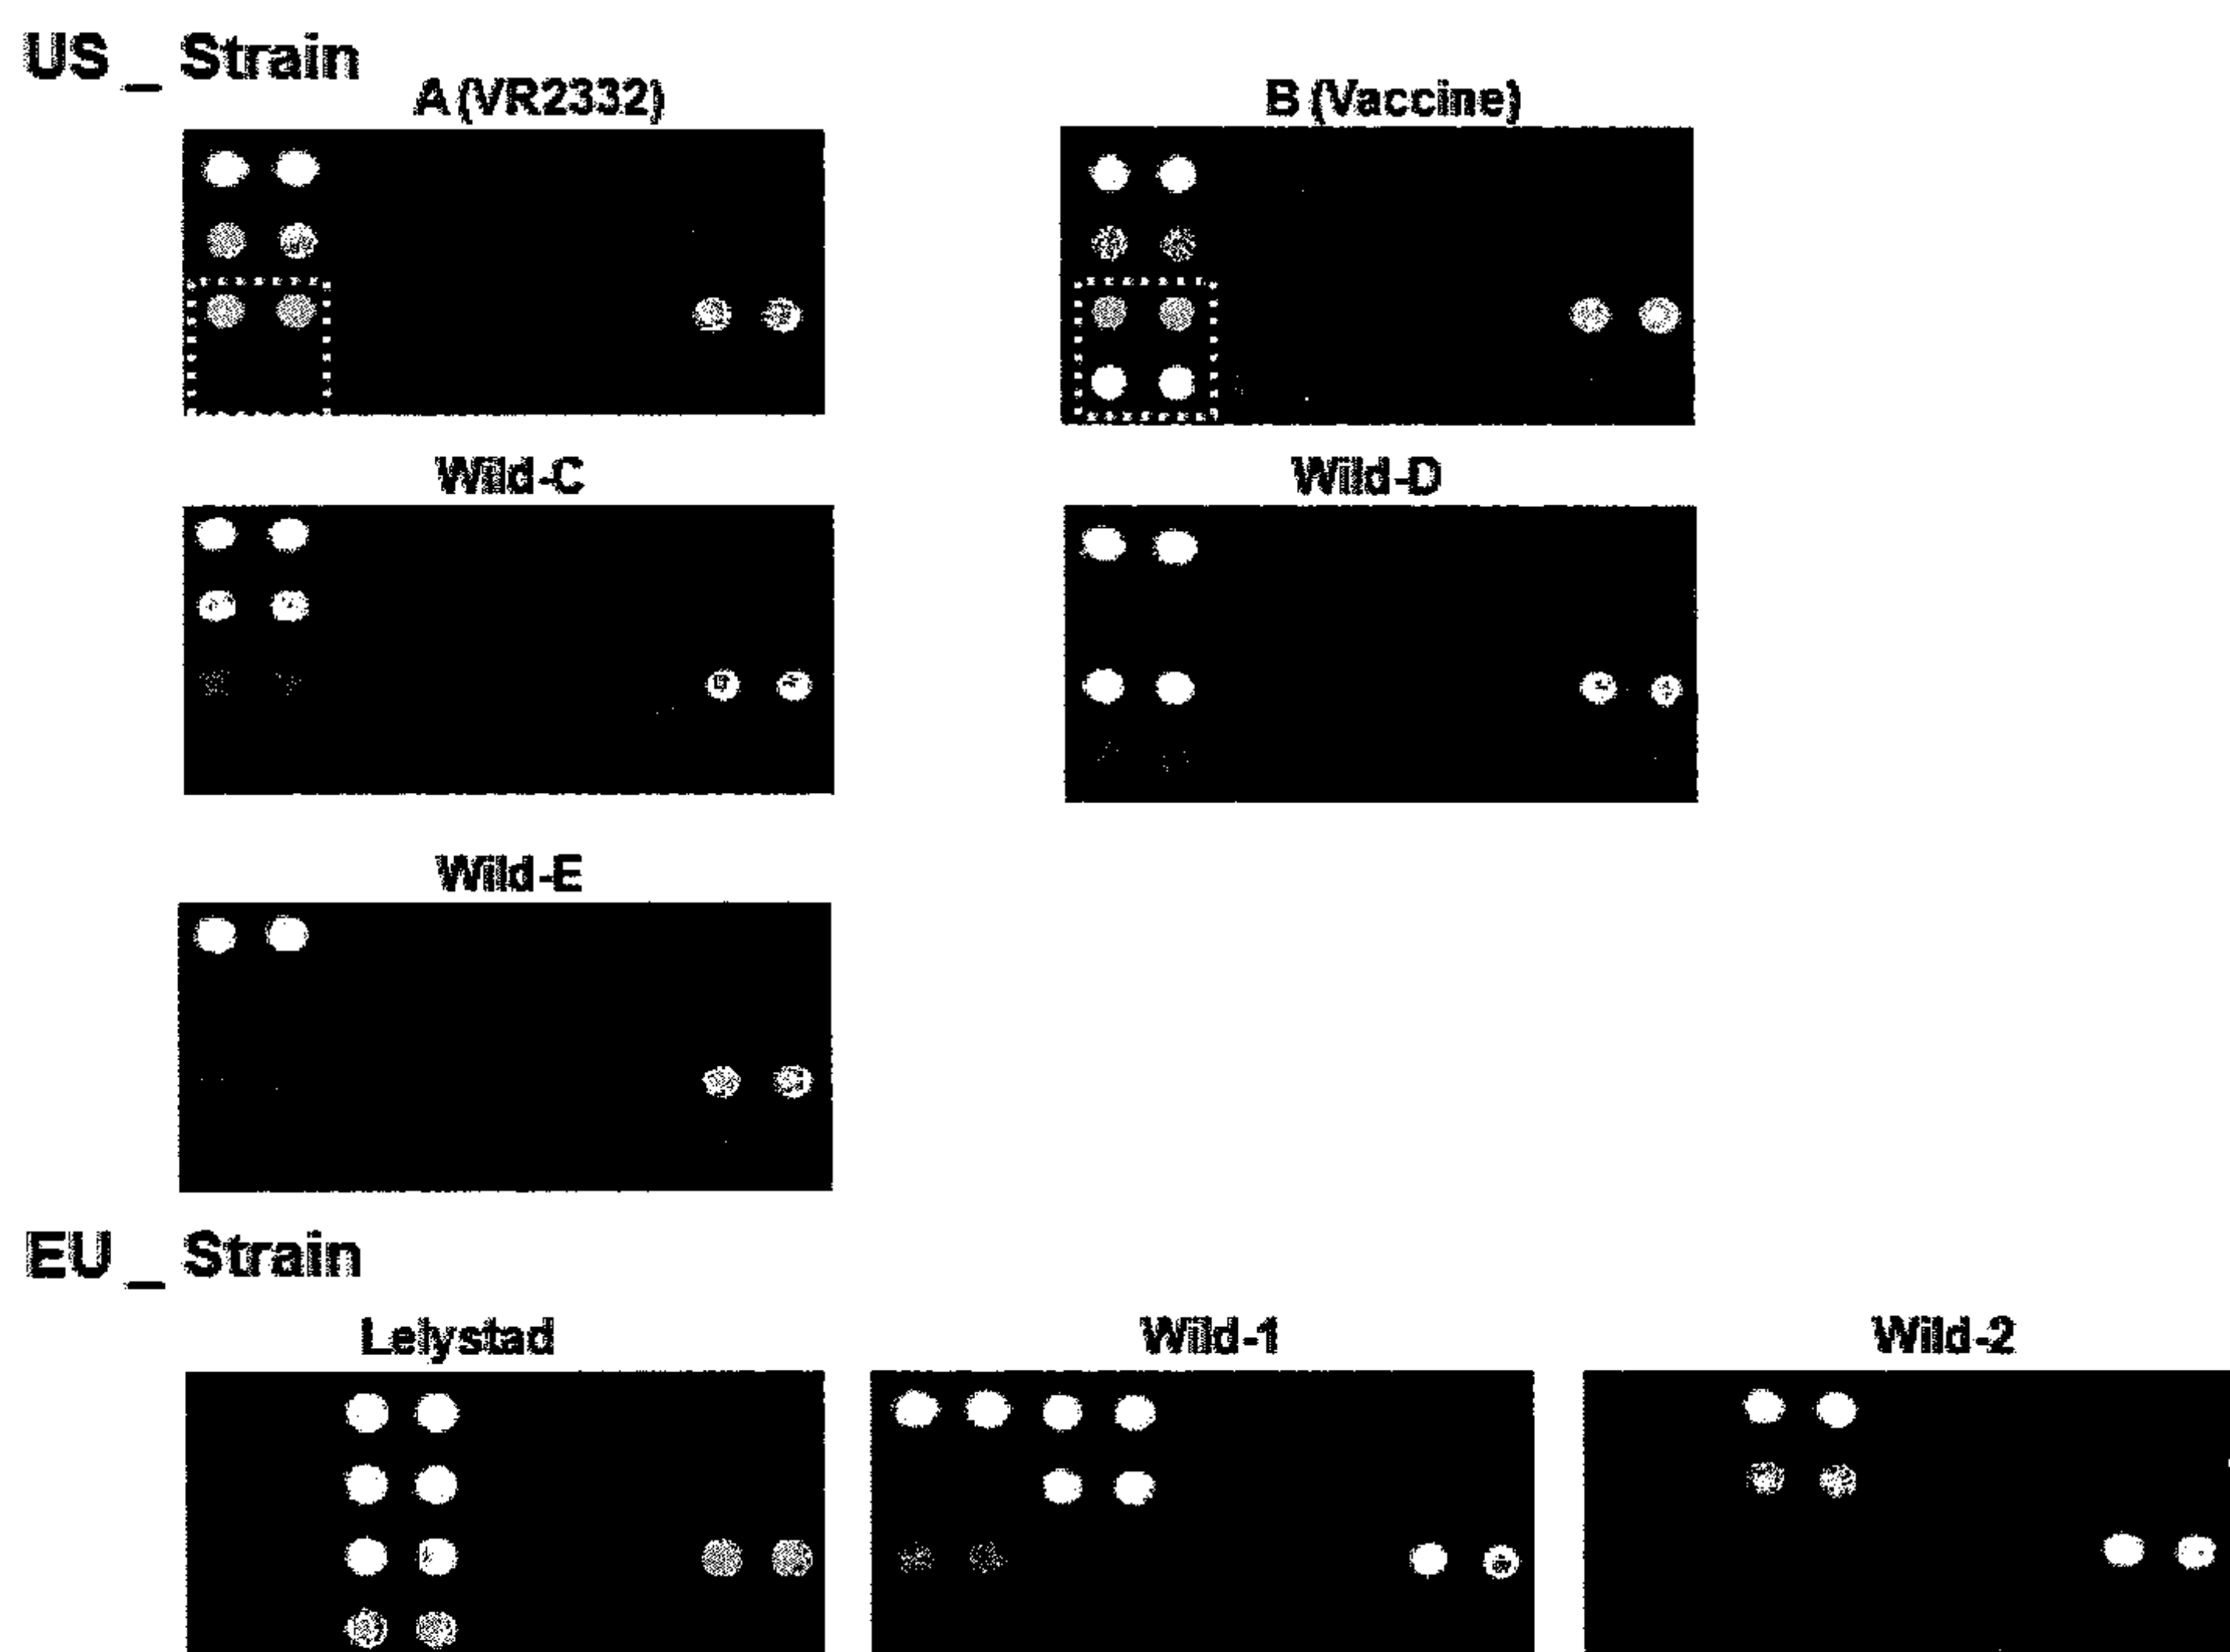 US _ Strain
A (VR2332)
B (Vaccine)
Wild-C
Wild-D
Wild-E
EU _ Strain
Lelystad
Wild-1
Wild-2